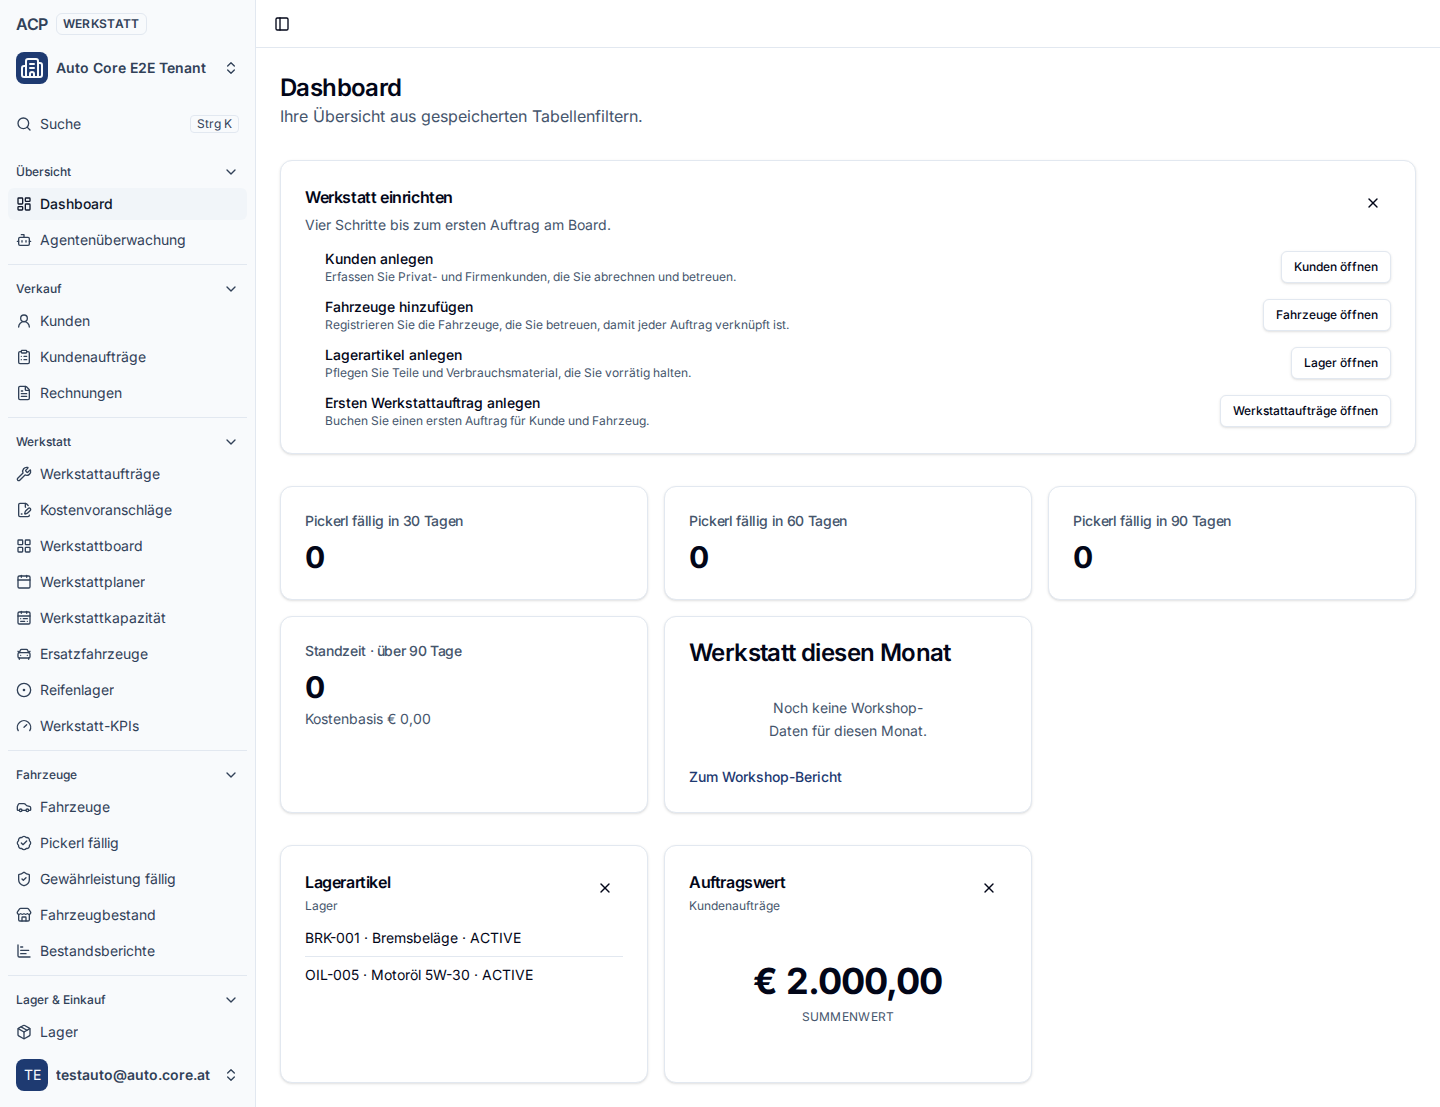 ACP WERKSTATT
Auto Core E2E Tenant
Suche Strg K
Übersicht
Dashboard
Agentenüberwachung
Verkauf
Kunden
Kundenaufträge
Rechnungen
Werkstatt
Werkstattaufträge
Kostenvoranschläge
Werkstattboard
Werkstattplaner
Werkstattkapazität
Ersatzfahrzeuge
Reifenlager
Werkstatt-KPIs
Fahrzeuge
Fahrzeuge
Pickerl fällig
Gewährleistung fällig
Fahrzeugbestand
Bestandsberichte
Lager & Einkauf
Lager
TE testauto@auto.core.at
Dashboard
Ihre Übersicht aus gespeicherten Tabellenfiltern.
Werkstatt einrichten
Vier Schritte bis zum ersten Auftrag am Board.
Kunden anlegen
Erfassen Sie Privat- und Firmenkunden, die Sie abrechnen und betreuen.
Kunden öffnen
Fahrzeuge hinzufügen
Registrieren Sie die Fahrzeuge, die Sie betreuen, damit jeder Auftrag verknüpft ist.
Fahrzeuge öffnen
Lagerartikel anlegen
Pflegen Sie Teile und Verbrauchsmaterial, die Sie vorrätig halten.
Lager öffnen
Ersten Werkstattauftrag anlegen
Buchen Sie einen ersten Auftrag für Kunde und Fahrzeug.
Werkstattaufträge öffnen
Pickerl fällig in 30 Tagen
0
Pickerl fällig in 60 Tagen
0
Pickerl fällig in 90 Tagen
0
Standzeit · über 90 Tage
0
Kostenbasis € 0,00
Werkstatt diesen Monat
Noch keine Workshop-
Daten für diesen Monat.
Zum Workshop-Bericht
Lagerartikel
Lager
BRK-001 · Bremsbeläge · ACTIVE
OIL-005 · Motoröl 5W-30 · ACTIVE
Auftragswert
Kundenaufträge
€ 2.000,00
SUMMENWERT